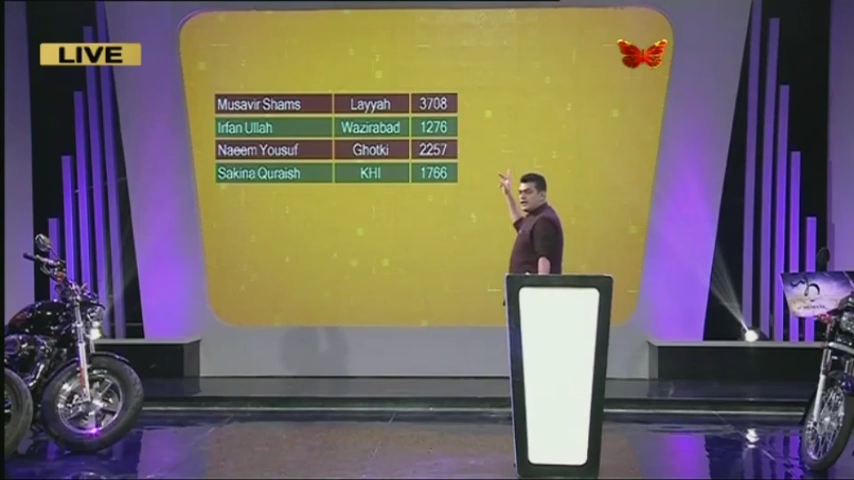 LIVE
Musavir Shams Layyah 3708
Irfan Ullah Wazirabad 1276
Naeem Yousuf Ghotki 2257
Sakina Quraish KHI 1766